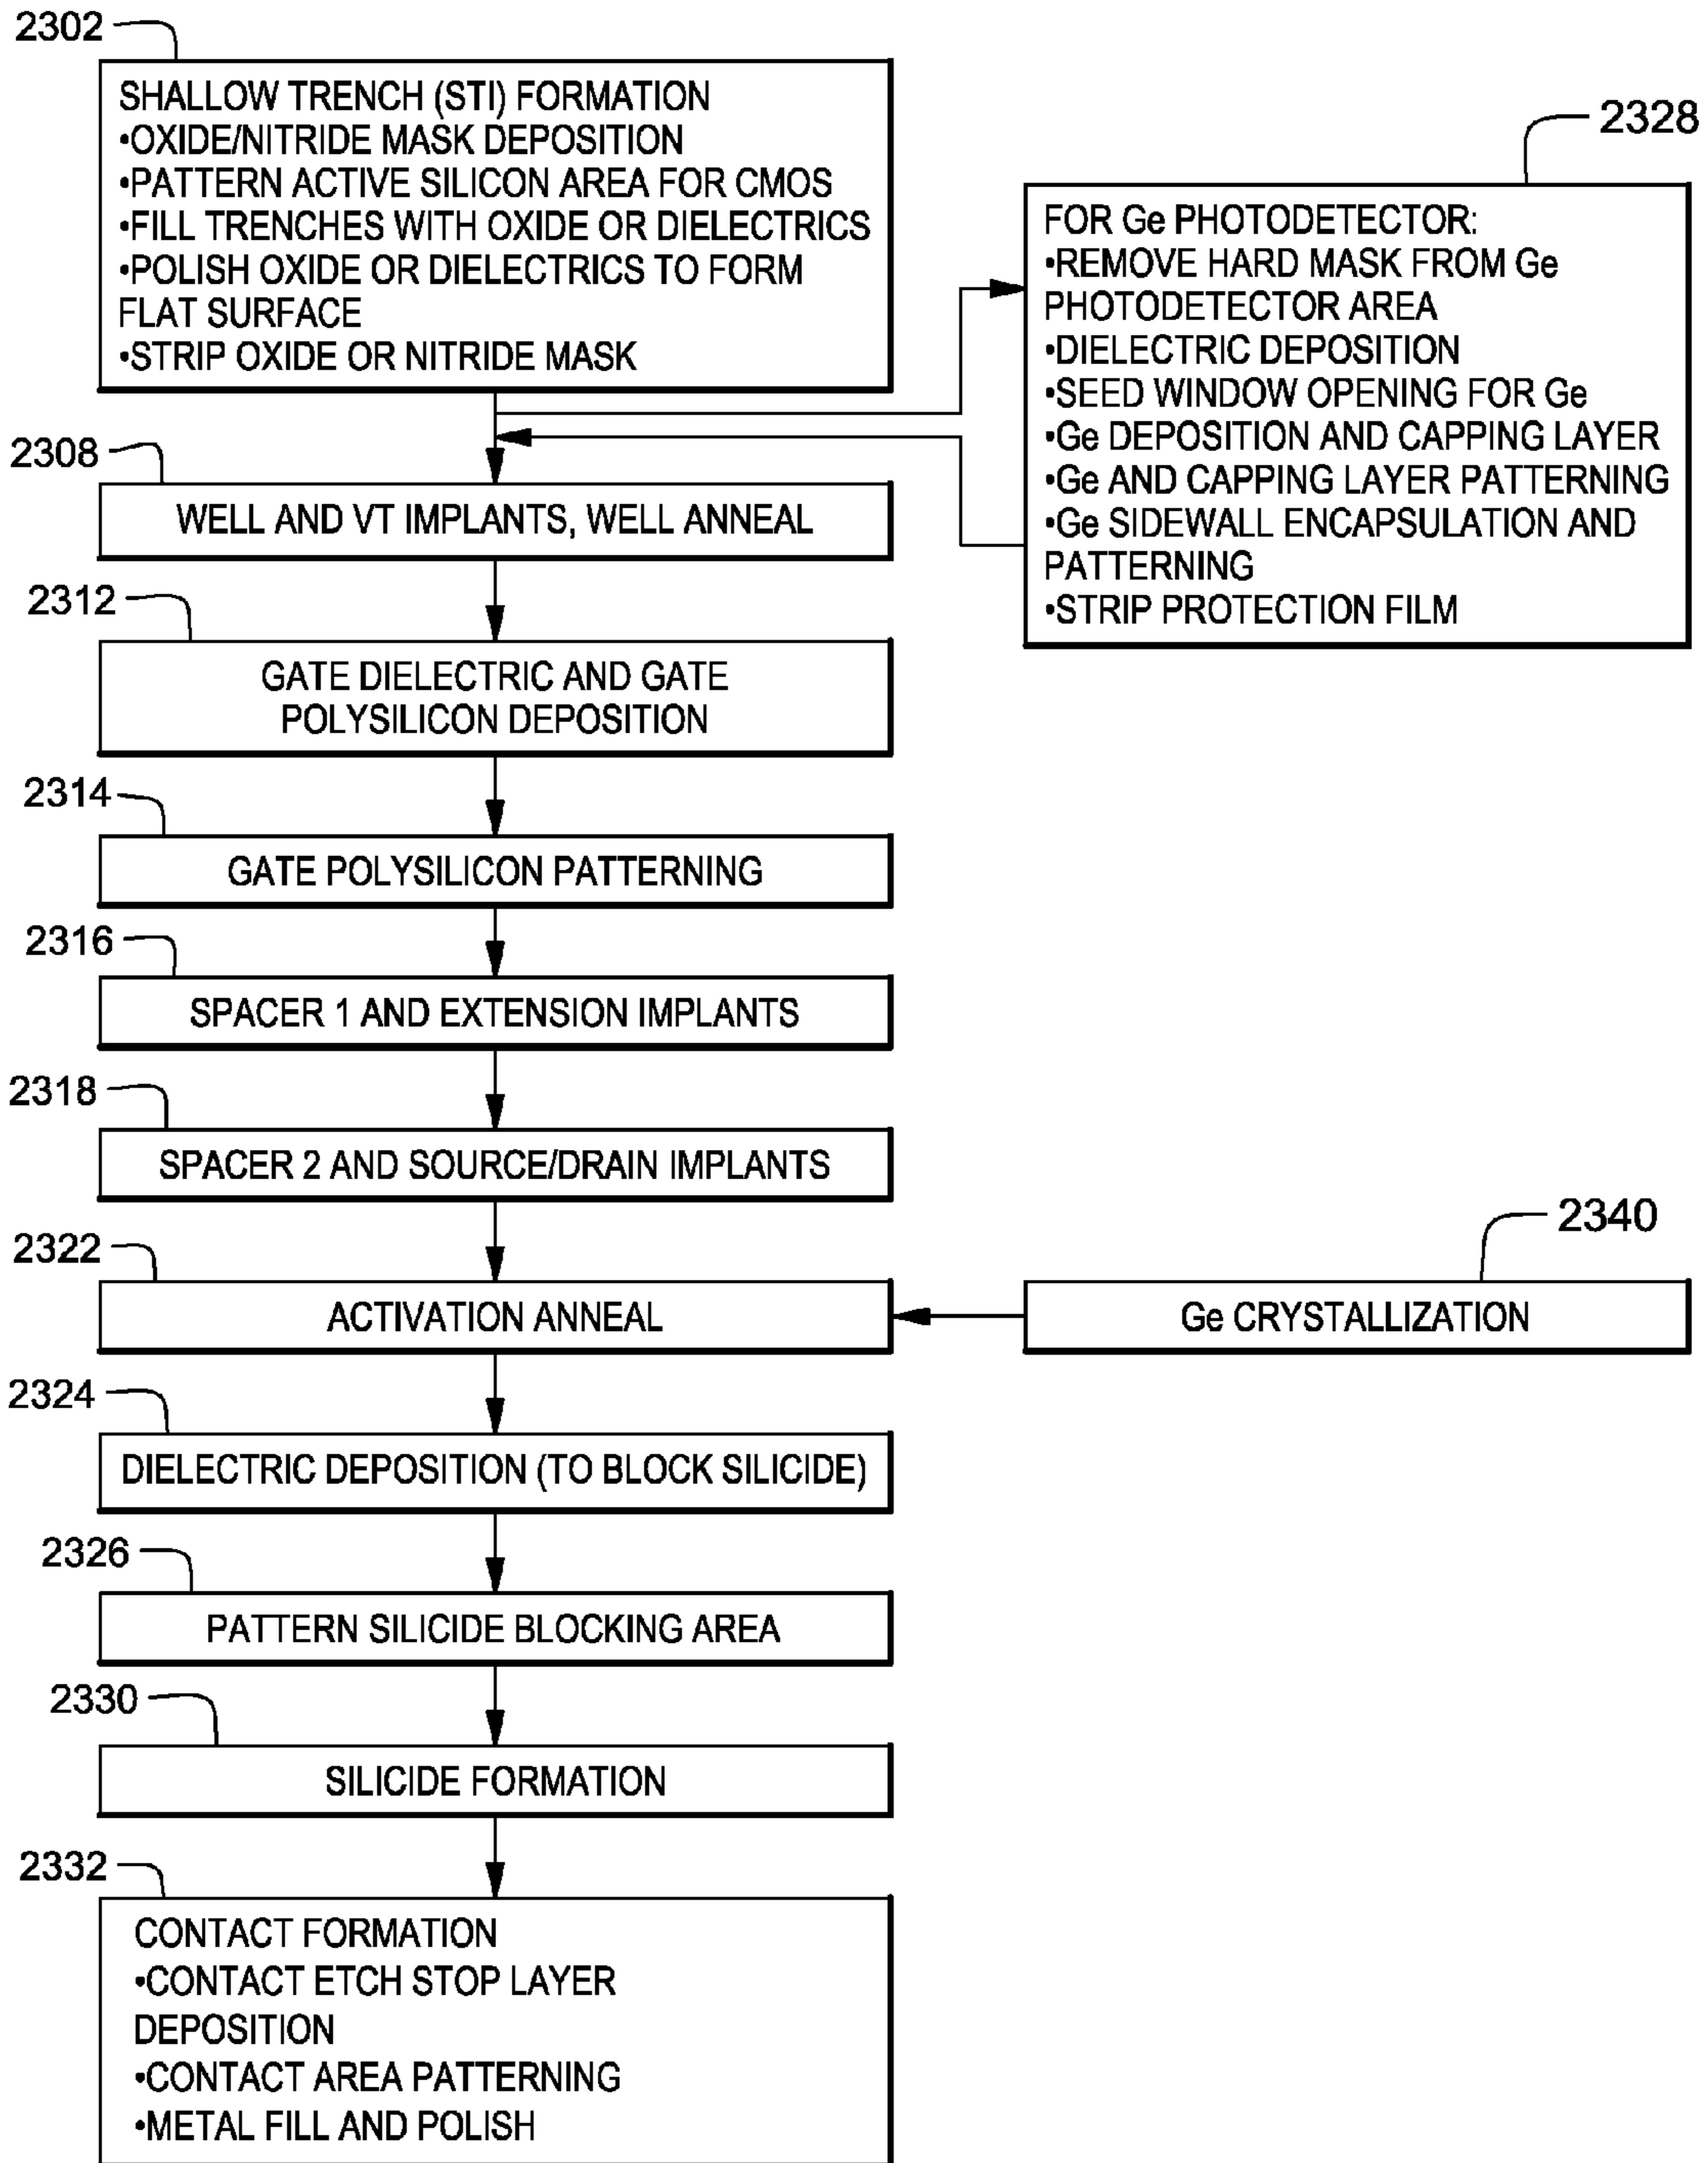 2302
SHALLOW TRENCH (STI) FORMATION
•OXIDE/NITRIDE MASK DEPOSITION
•PATTERN ACTIVE SILICON AREA FOR CMOS
•FILL TRENCHES WITH OXIDE OR DIELECTRICS
•POLISH OXIDE OR DIELECTRICS TO FORM
FLAT SURFACE
•STRIP OXIDE OR NITRIDE MASK
2328
FOR Ge PHOTODETECTOR:
•REMOVE HARD MASK FROM Ge
PHOTODETECTOR AREA
•DIELECTRIC DEPOSITION
•SEED WINDOW OPENING FOR Ge
•Ge DEPOSITION AND CAPPING LAYER
•Ge AND CAPPING LAYER PATTERNING
•Ge SIDEWALL ENCAPSULATION AND
PATTERNING
•STRIP PROTECTION FILM
2308
WELL AND VT IMPLANTS, WELL ANNEAL
2312
GATE DIELECTRIC AND GATE
POLYSILICON DEPOSITION
2314
GATE POLYSILICON PATTERNING
2316
SPACER 1 AND EXTENSION IMPLANTS
2318
SPACER 2 AND SOURCE/DRAIN IMPLANTS
2322
ACTIVATION ANNEAL
2340
Ge CRYSTALLIZATION
2324
DIELECTRIC DEPOSITION (TO BLOCK SILICIDE)
2326
PATTERN SILICIDE BLOCKING AREA
2330
SILICIDE FORMATION
2332
CONTACT FORMATION
•CONTACT ETCH STOP LAYER
DEPOSITION
•CONTACT AREA PATTERNING
•METAL FILL AND POLISH